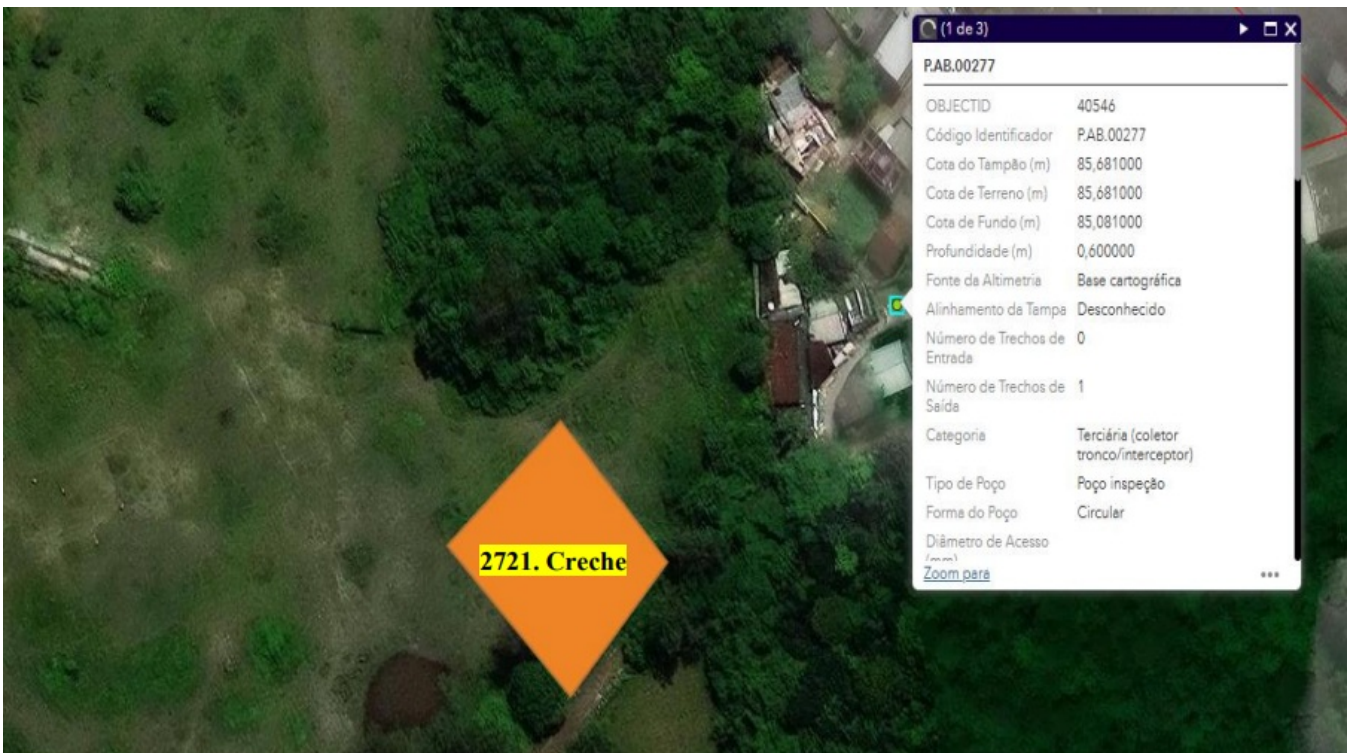 (1 de 3)
P.AB.00277
OBJECTID 40546
Código Identificador P.AB.00277
Cota do Tampão (m) 85,681000
Cota de Terreno (m) 85,681000
Cota de Fundo (m) 85,081000
Profundidade (m) 0,600000
Fonte da Altimetria Base cartográfica
Alinhamento da Tampa Desconhecido
Número de Trechos de 0
Entrada
Número de Trechos de 1
Saída
Categoria Terciária (coletor
tronco/interceptor)
Tipo de Poço Poço inspeção
Forma do Poço Circular
Diâmetro de Acesso
Zoom para
2721. Creche